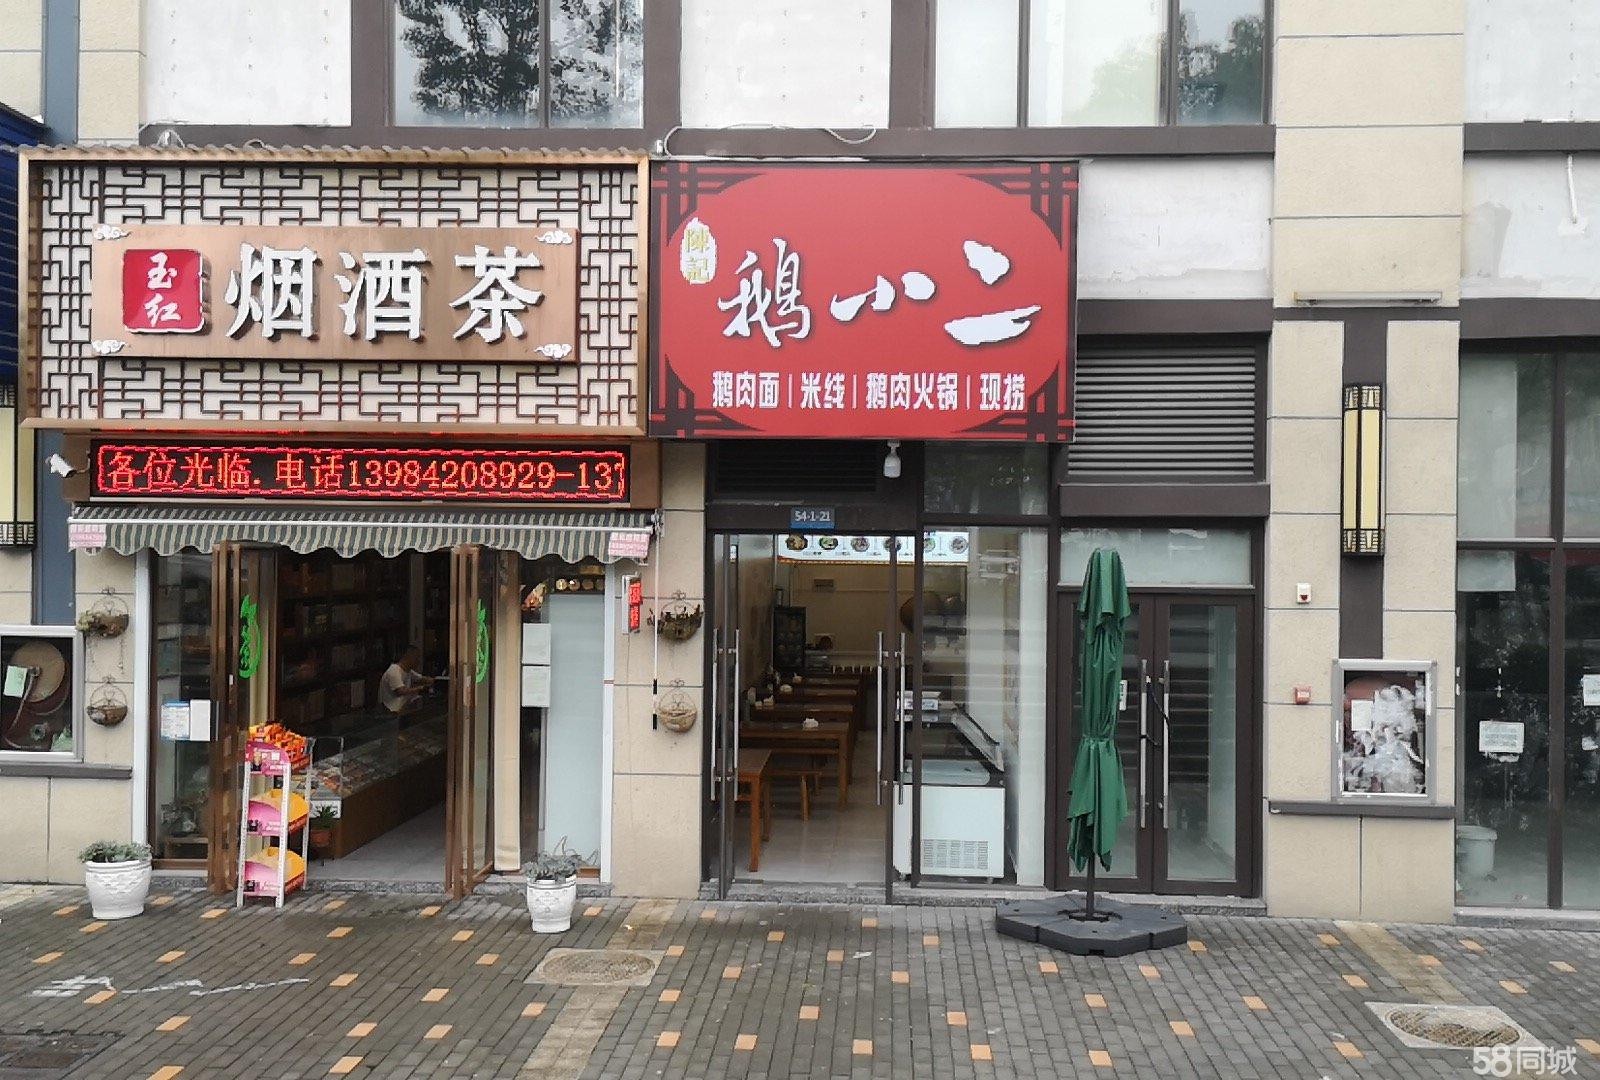 玉红
烟酒茶
陳記
鹅小二
鹅肉面|米线|鹅肉火锅|现捞
各位光临.电话13984208929-137
54-1-21
58同城